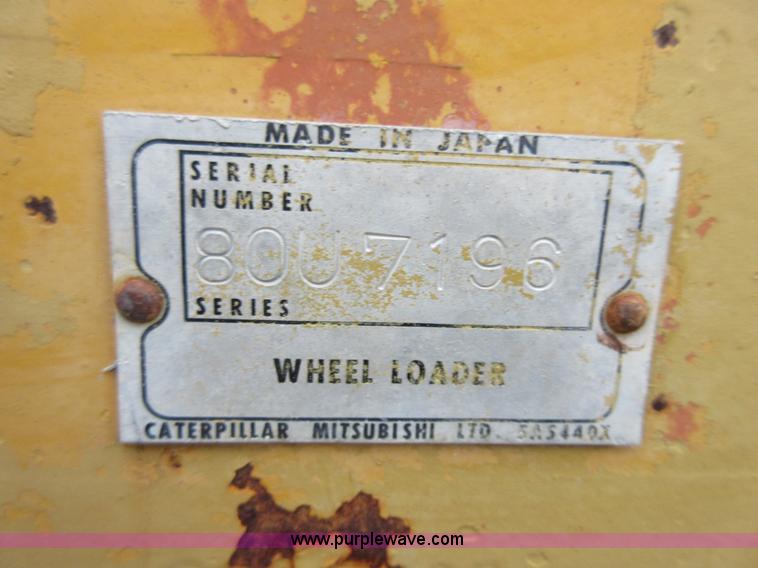 MADE IN JAPAN
SERIAL
NUMBER
80U7196
SERIES
WHEEL LOADER
CATERPILLAR MITSUBISHI LTD. 5A5440X
www.purplewave.com